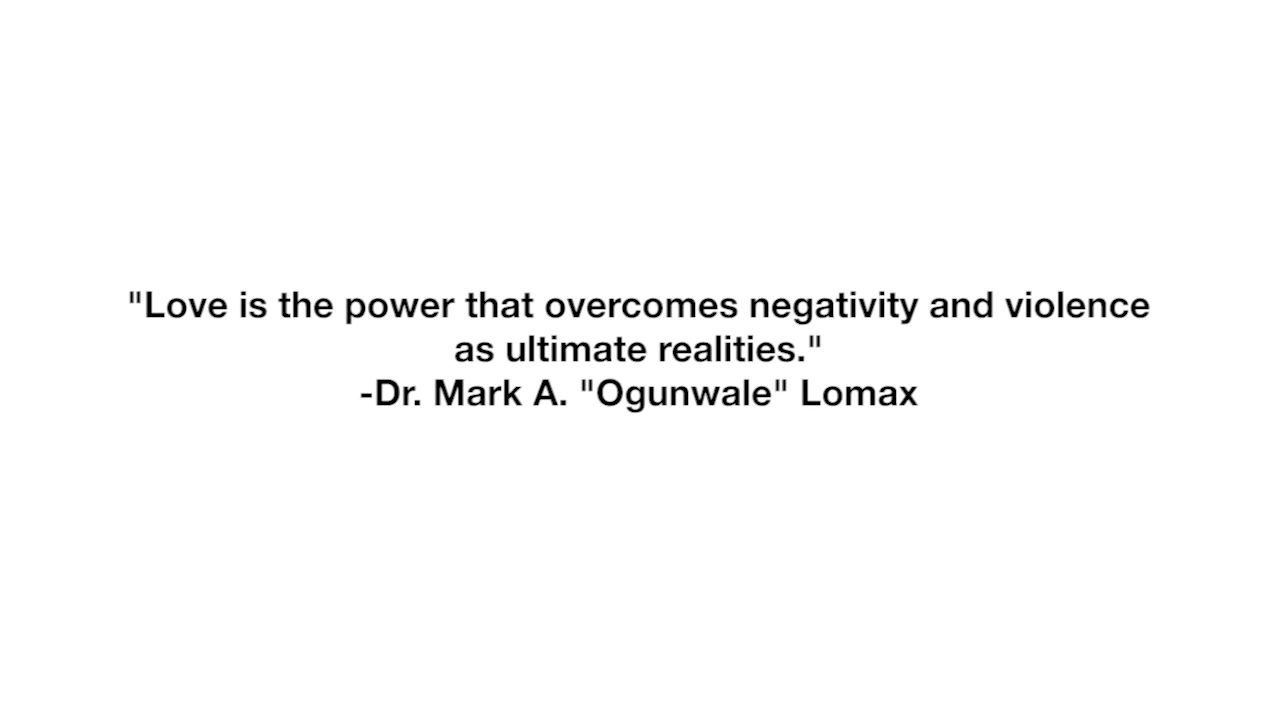 "Love is the power that overcomes negativity and violence
as ultimate realities."
-Dr. Mark A. "Ogunwale" Lomax